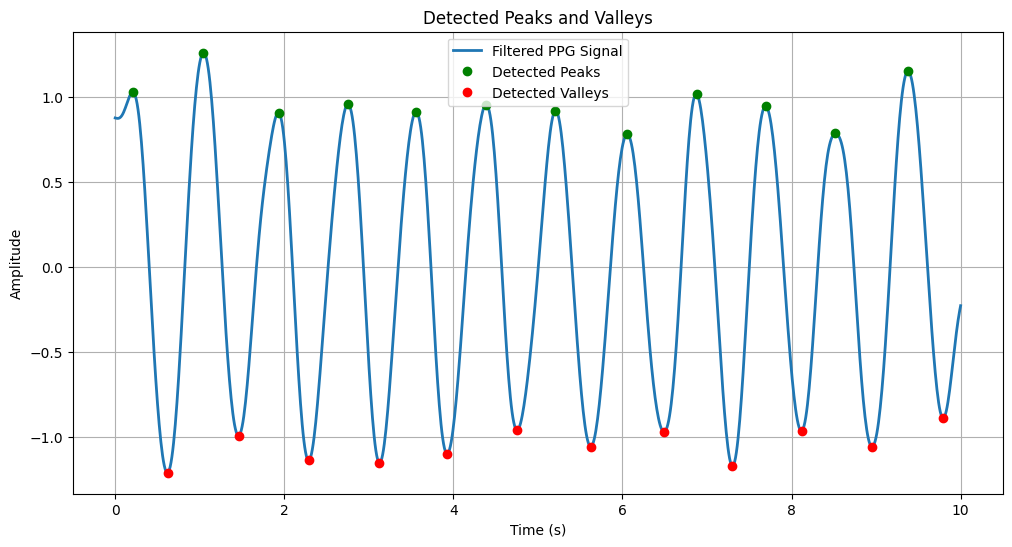 Detected Peaks and Valleys
Filtered PPG Signal
Detected Peaks
Detected Valleys
1.0
0.5
0.0
−0.5
−1.0
Amplitude
0 2 4 6 8 10
Time (s)